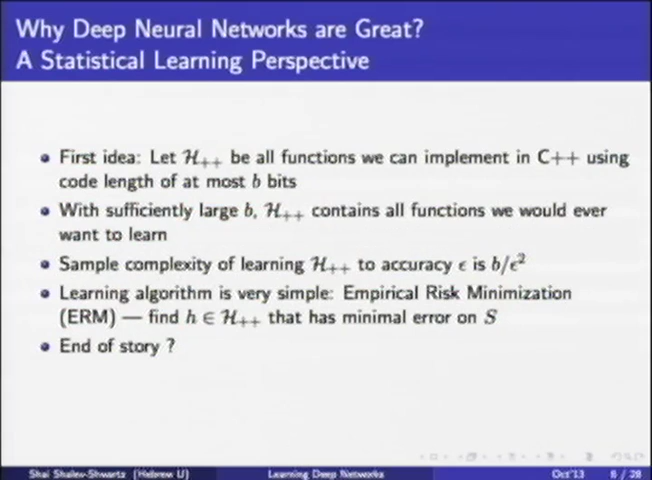 Why Deep Neural Networks are Great?
A Statistical Learning Perspective
First idea: Let ℋ₊₊ be all functions we can implement in C++ using
code length of at most b bits
With sufficiently large b, ℋ₊₊ contains all functions we would ever
want to learn
Sample complexity of learning ℋ₊₊ to accuracy ϵ is b/ϵ²
Learning algorithm is very simple: Empirical Risk Minimization
(ERM) — find h ∈ ℋ₊₊ that has minimal error on S
End of story ?
Shai Shalev-Shwartz (Hebrew U) Learning Deep Networks Oct'13 8 / 28